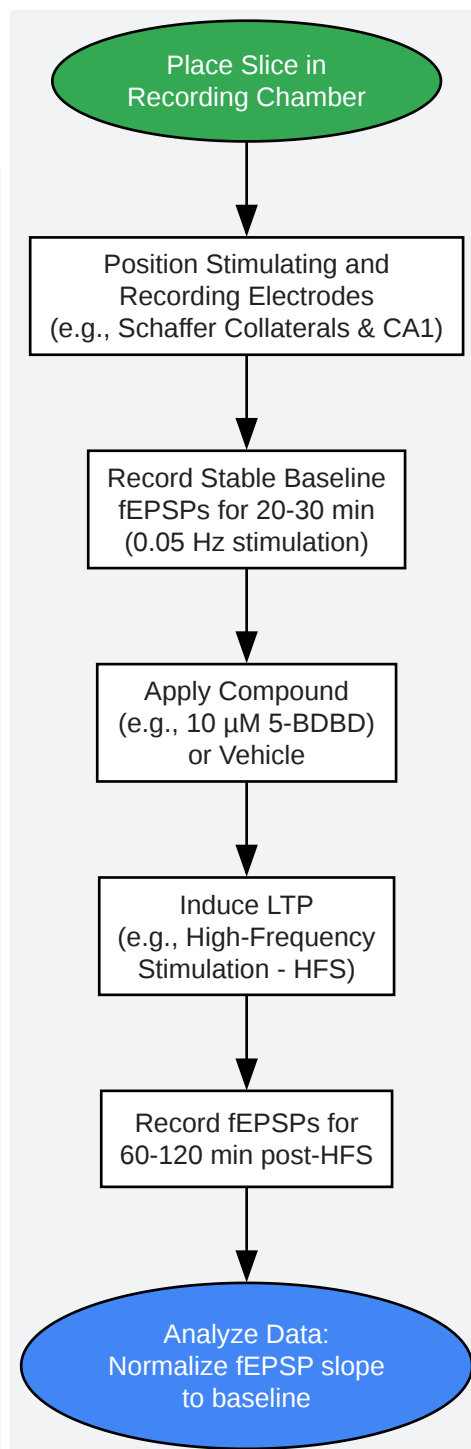 Place Slice in
Recording Chamber
Position Stimulating and
Recording Electrodes
(e.g., Schaffer Collaterals & CA1)
Record Stable Baseline
fEPSPs for 20-30 min
(0.05 Hz stimulation)
Apply Compound
(e.g., 10 µM 5-BDBD)
or Vehicle
Induce LTP
(e.g., High-Frequency
Stimulation - HFS)
Record fEPSPs for
60-120 min post-HFS
Analyze Data:
Normalize fEPSP slope
to baseline